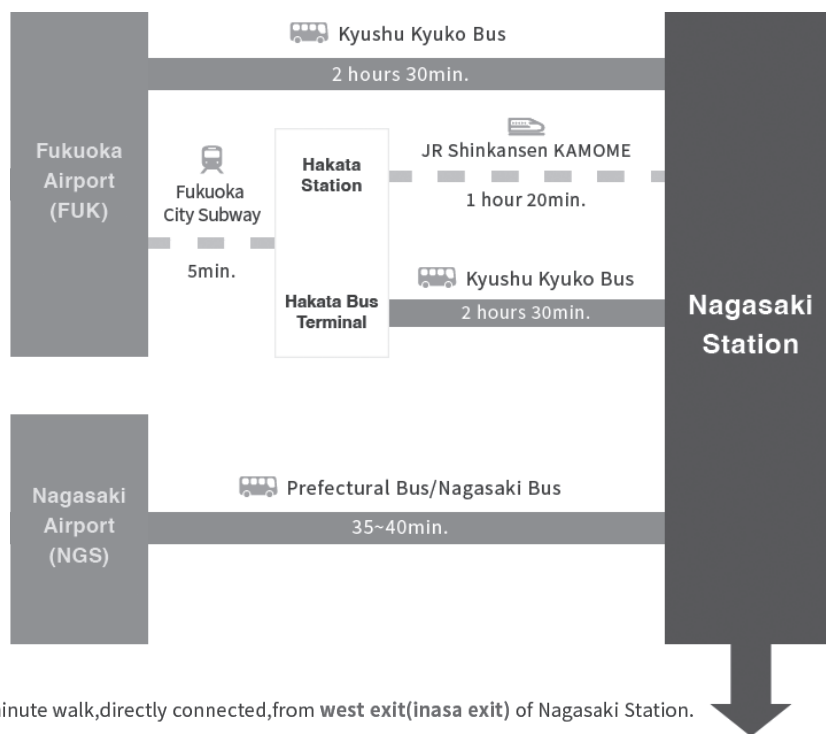 Kyushu Kyuko Bus
2 hours 30min.
Fukuoka
Airport
(FUK)
Fukuoka
City Subway
5min.
Hakata
Station
JR Shinkansen KAMOME
1 hour 20min.
Hakata Bus
Terminal
Kyushu Kyuko Bus
2 hours 30min.
Nagasaki
Station
Nagasaki
Airport
(NGS)
Prefectural Bus/Nagasaki Bus
35~40min.
walk,directly connected,from west exit(inasa exit) of Nagasaki Station.